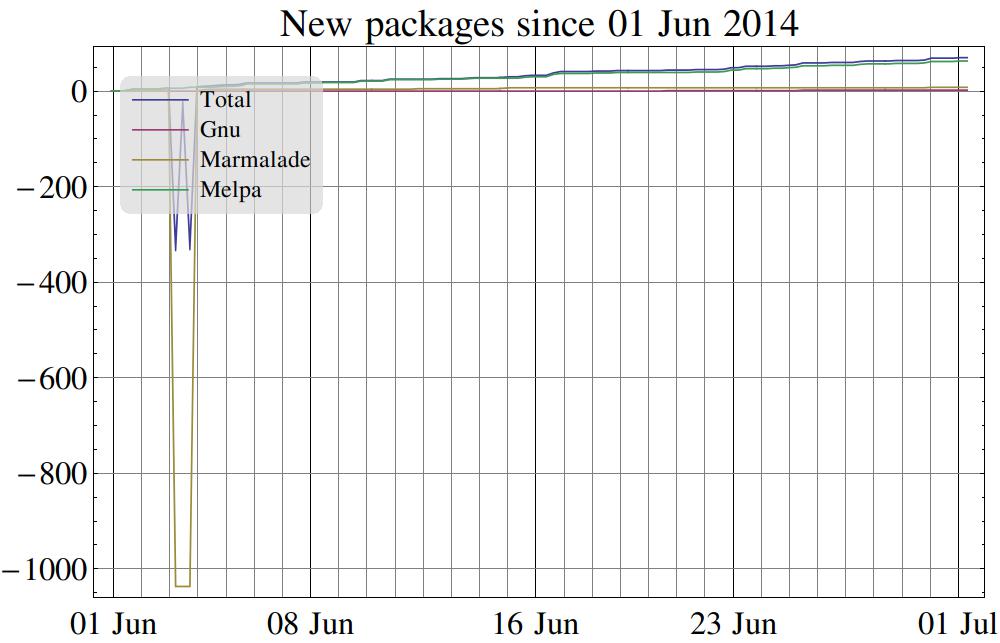 New packages since 01 Jun 2014
0
Total
Gnu
Marmalade
Melpa
−200
−400
−600
−800
−1000
01 Jun 08 Jun 16 Jun 23 Jun 01 Jul